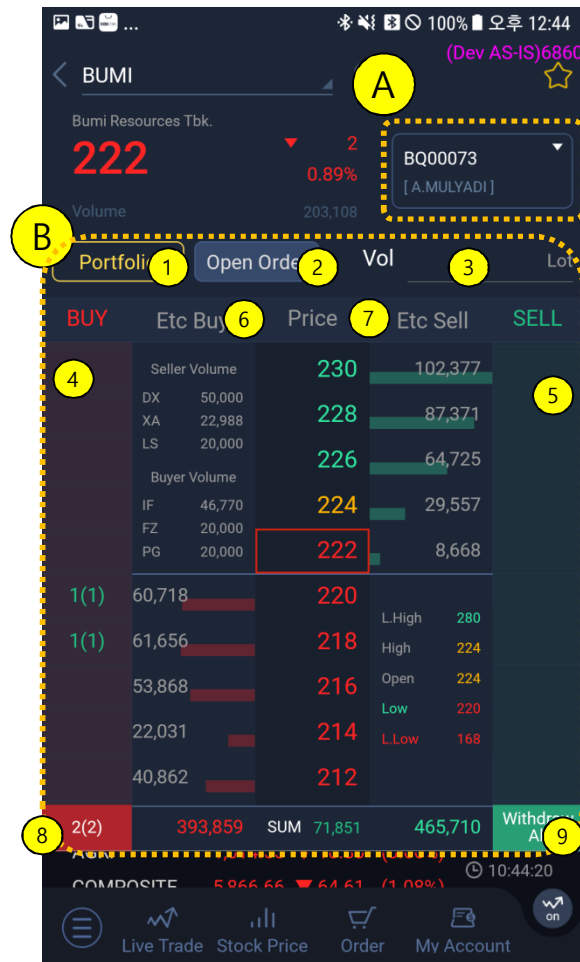 ... 100% 오후 12:44
(Dev AS-IS)6860
BUMI
A
Bumi Resources Tbk.
222 ▼ 2
0.89%
BQ00073 ▼
[ A.MULYADI ]
Volume 203,108
B
Portfolio 1 Open Order 2 Vol 3 Lot
BUY Etc Buy 6 Price 7 Etc Sell SELL
4 5
Seller Volume 230 102,377
DX 50,000
XA 22,988 228 87,371
LS 20,000
226 64,725
Buyer Volume
IF 46,770 224 29,557
FZ 20,000
PG 20,000 222 8,668
1(1) 60,718 220
L.High 280
1(1) 61,656 218 High 224
53,868 216 Open 224
Low 220
22,031 214 L.Low 168
40,862 212
8 2(2) 393,859 SUM 71,851 465,710 Withdraw
9
10:44:20
COMPOSITE 5,866.66 ▼ 64.61 (1.08%)
on
Live Trade Stock Price Order My Account